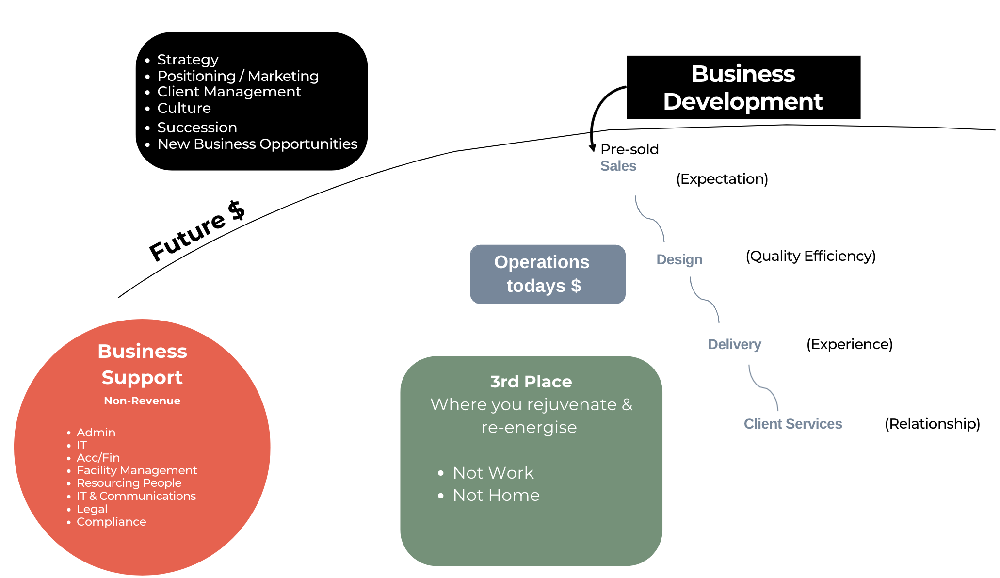 Strategy
Positioning / Marketing
Client Management
Culture
Succession
New Business Opportunities
Business
Development
Pre-sold
Sales
(Expectation)
Future $
Operations
todays $
Design
(Quality Efficiency)
Delivery
(Experience)
Client Services
(Relationship)
Business
Support
Non-Revenue
Admin
IT
Acc/Fin
Facility Management
Resourcing People
IT & Communications
Legal
Compliance
3rd Place
Where you rejuvenate &
re-energise
Not Work
Not Home